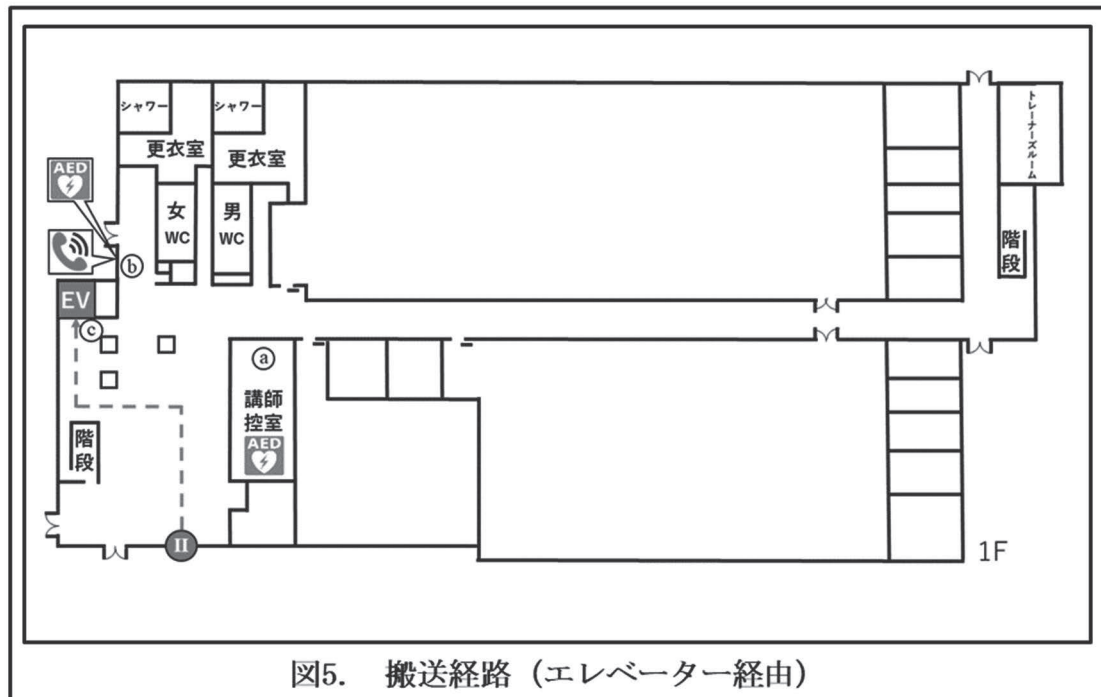 シャワー
シャワー
更衣室
更衣室
トレーナーズルーム
AED
女
WC
男
WC
階段
ⓑ
EV
ⓒ
ⓐ
講師
控室
AED
階段
II
1F
図5. 搬送経路（エレベーター経由）